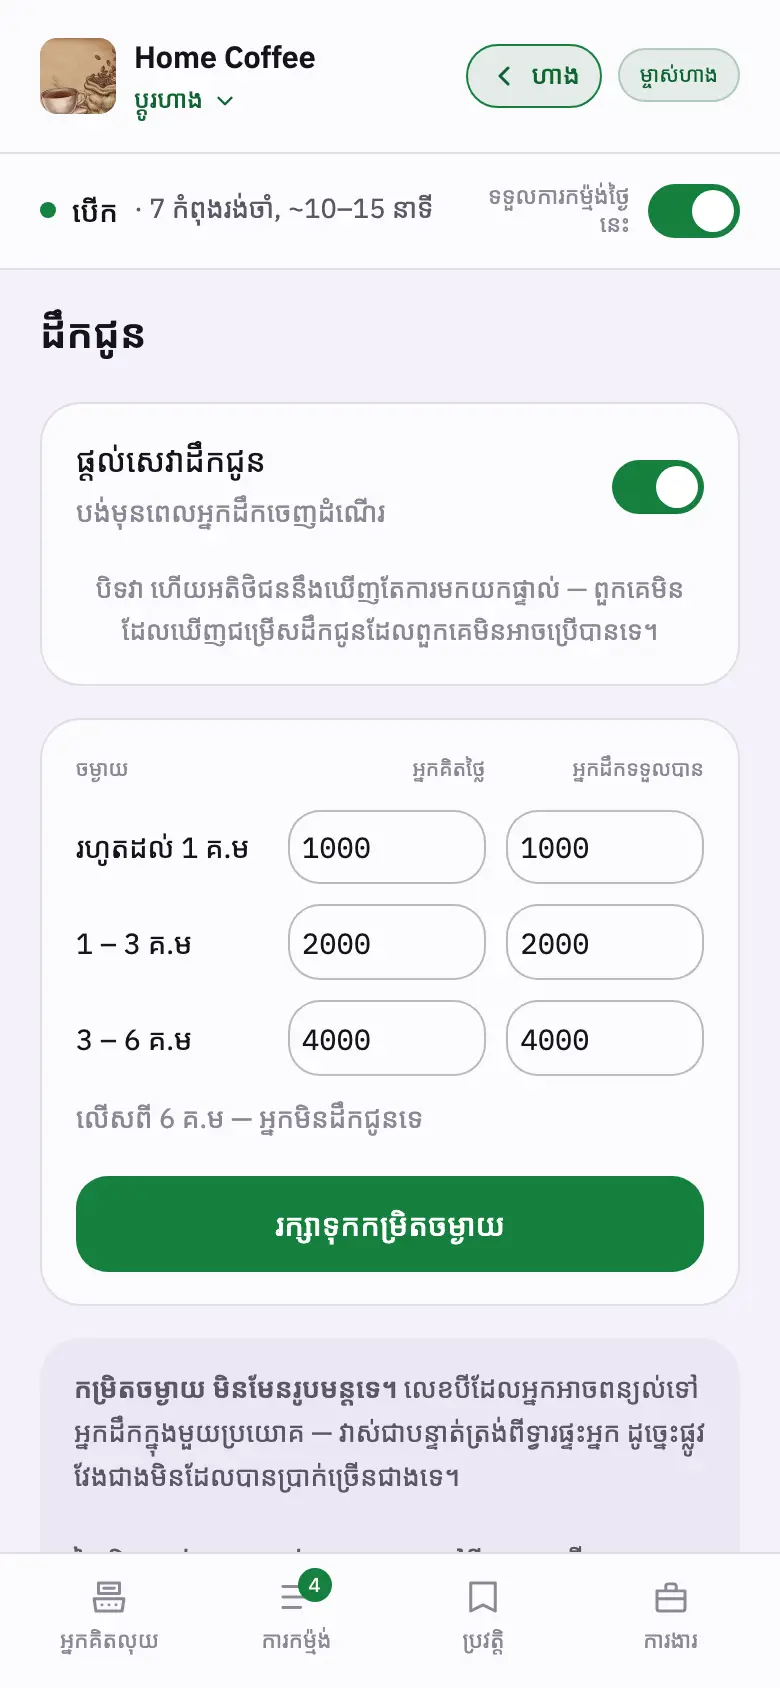 Home Coffee
ប្ដូរហាង
ហាង
ម្ចាស់ហាង
បើក · 7 កំពុងរង់ចាំ, ~10–15 នាទី
ទទួលការកម្ម៉ង់ថ្ងៃ
នេះ
ដឹកជូន
ផ្ដល់សេវាដឹកជូន
បង់មុនពេលអ្នកដឹកចេញដំណើរ
បិទវា ហើយអតិថិជននឹងឃើញតែការមកយកផ្ទាល់ — ពួកគេមិន
ដែលឃើញជម្រើសដឹកជូនដែលពួកគេមិនអាចប្រើបានទេ។
ចម្ងាយ អ្នកគិតថ្លៃ អ្នកដឹកទទួលបាន
រហូតដល់ 1 គ.ម 1000 1000
1 – 3 គ.ម 2000 2000
3 – 6 គ.ម 4000 4000
លើសពី 6 គ.ម — អ្នកមិនដឹកជូនទេ
រក្សាទុកកម្រិតចម្ងាយ
កម្រិតចម្ងាយ មិនមែនរូបមន្តទេ។ លេខបីដែលអ្នកអាចពន្យល់ទៅ
អ្នកដឹកក្នុងមួយប្រយោគ — វាស់ជាបន្ទាត់ត្រង់ពីទ្វារផ្ទះអ្នក ដូច្នេះផ្លូវ
វែងជាងមិនដែលបានប្រាក់ច្រើនជាងទេ។
4
អ្នកគិតលុយ ការកម្ម៉ង់ ប្រវត្តិ ការងារ